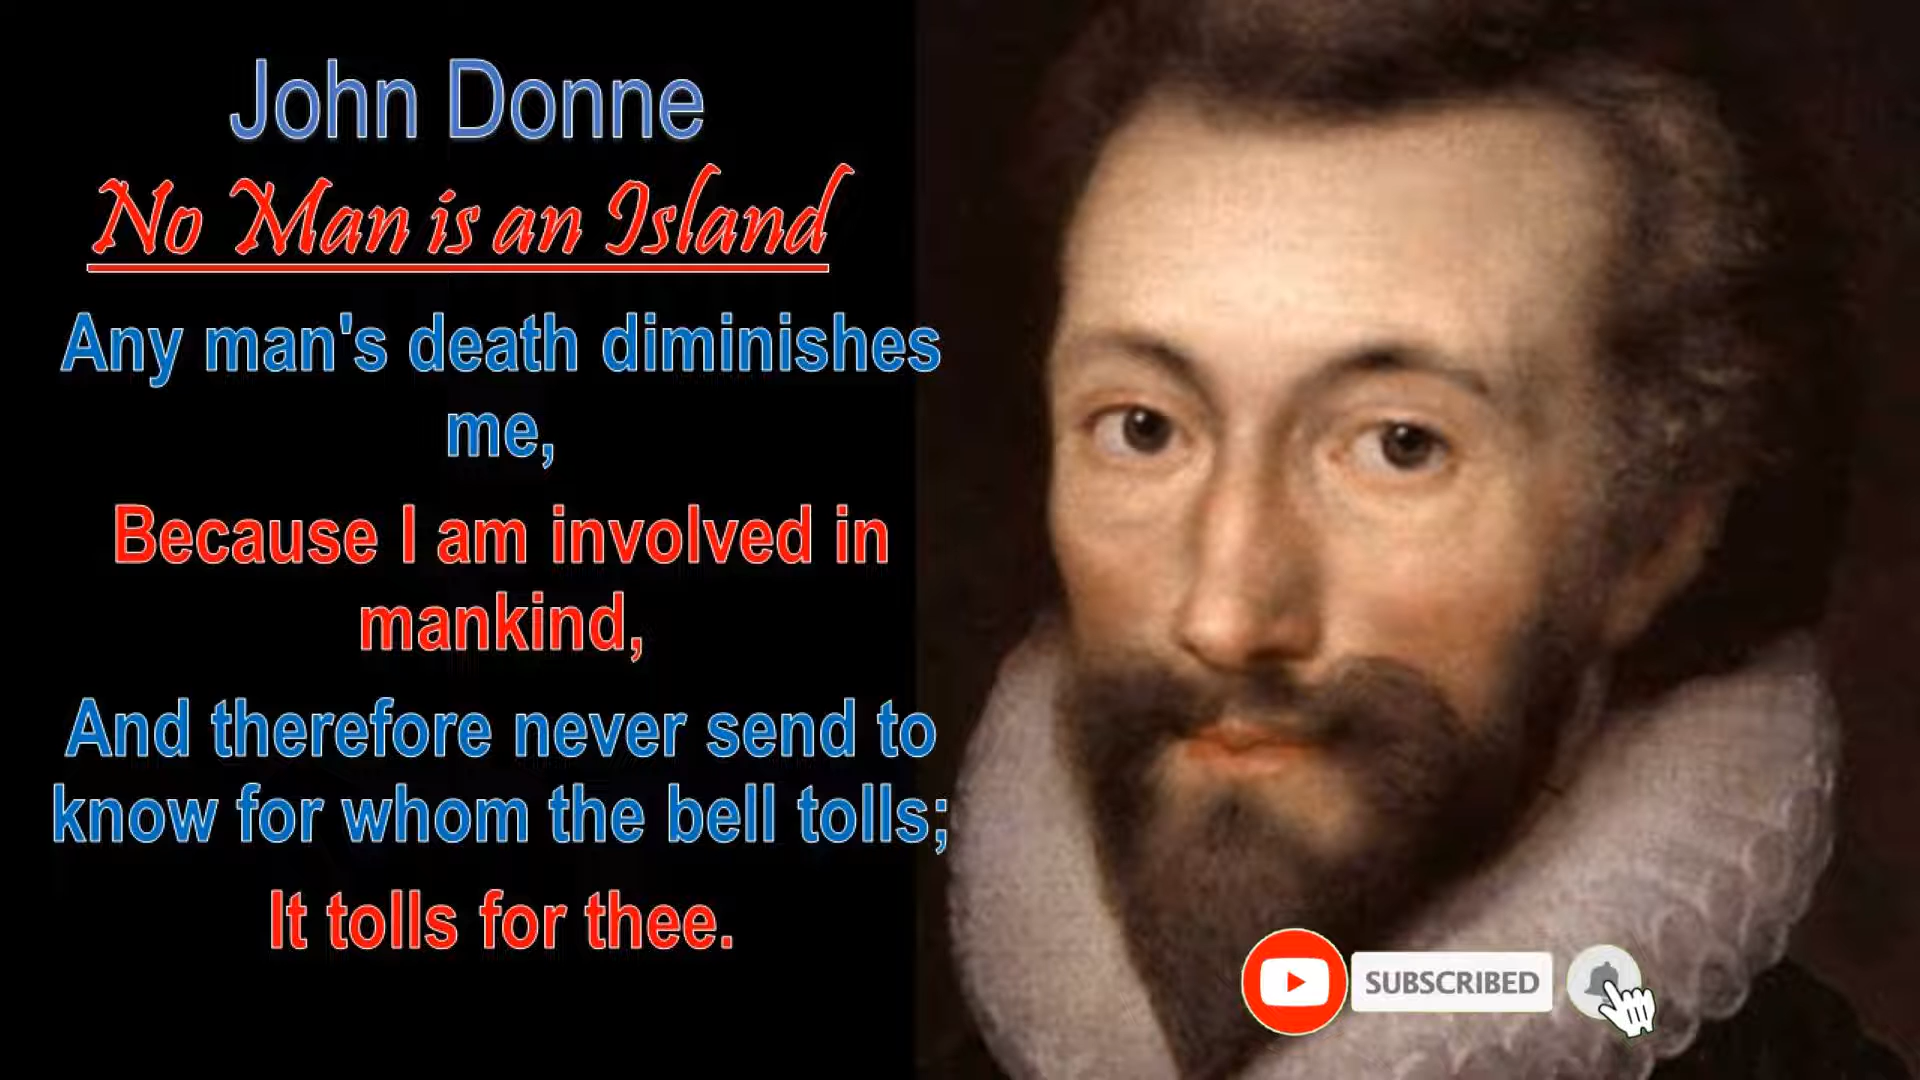 John Donne
No Man is an Island
Any man's death diminishes
me,
Because I am involved in
mankind,
And therefore never send to
know for whom the bell tolls;
It tolls for thee.
SUBSCRIBED